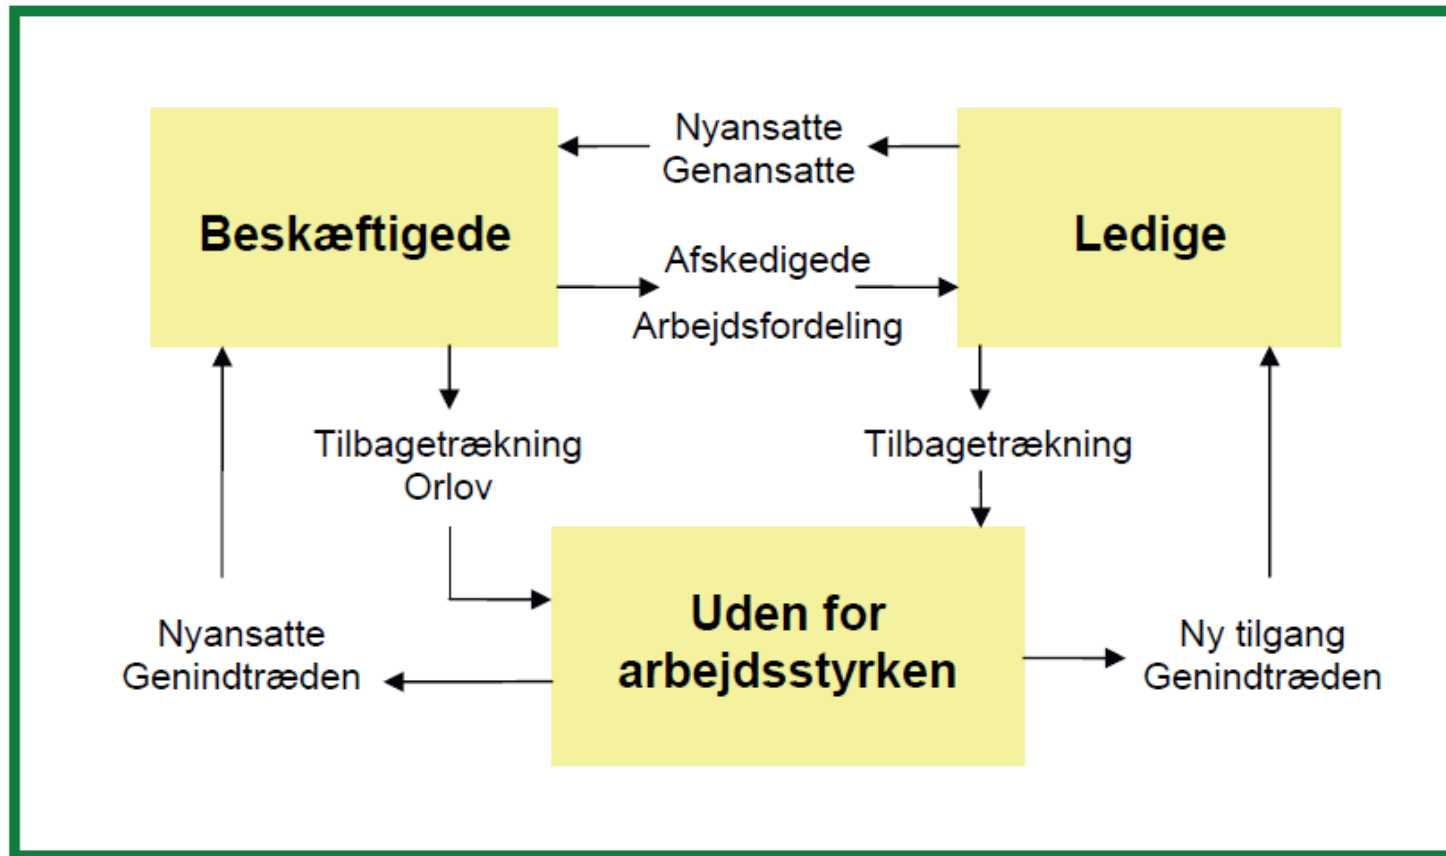 Nyansatte
Genansatte
Beskæftigede
Ledige
Afskedigede
Arbejdsfordeling
Tilbagetrækning
Orlov
Tilbagetrækning
Uden for
arbejdsstyrken
Nyansatte
Genindtræden
Ny tilgang
Genindtræden